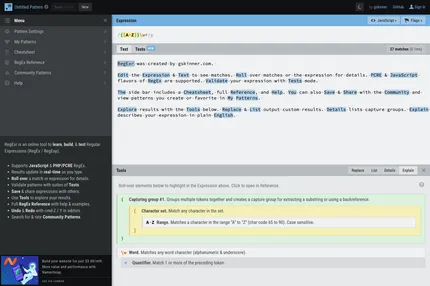 Untitled Pattern
New
by gskinner
GitHub
Sign In
Menu
Pattern Settings
My Patterns
Cheatsheet
RegEx Reference
Community Patterns
Help
RegExr is an online tool to learn, build, & test Regular
Expressions (RegEx / RegExp).
Supports JavaScript & PHP/PCRE RegEx.
Results update in real-time as you type.
Roll over a match or expression for details.
Validate patterns with suites of Tests.
Save & share expressions with others.
Use Tools to explore your results.
Full RegEx Reference with help & examples.
Undo & Redo with
in editors.
Search for & rate Community Patterns.
Expression
JavaScript
Flags
/([A-Z])\w+/g
Text
Tests
RegExr was created by gskinner.com.
Edit the Expression & Text to see matches. Roll over matches or the expression for details. PCRE & JavaScript
flavors of RegEx are supported. Validate your expression with Tests mode.
The side bar includes a Cheatsheet, full Reference, and Help. You can also Save & Share with the Community and
view patterns you create or favorite in My Patterns.
Explore results with the Tools below. Replace & List output custom results. Details lists capture groups. Explain
describes your expression in plain English.
Tools
Replace
List
Details
Explain
Roll-over elements below to highlight in the Expression above. Click to open in Reference.
( Capturing group #1. Groups multiple tokens together and creates a capture group for extracting a substring or using a backreference.
[ Character set. Match any character in the set.
A-Z Range. Matches a character in the range "A" to "Z" (char code 65 to 90). Case sensitive.
]
)
\w Word. Matches any word character (alphanumeric & underscore).
+ Quantifier. Match 1 or more of the preceding token.
Send your website for just
More value and performance with
Namecheap.